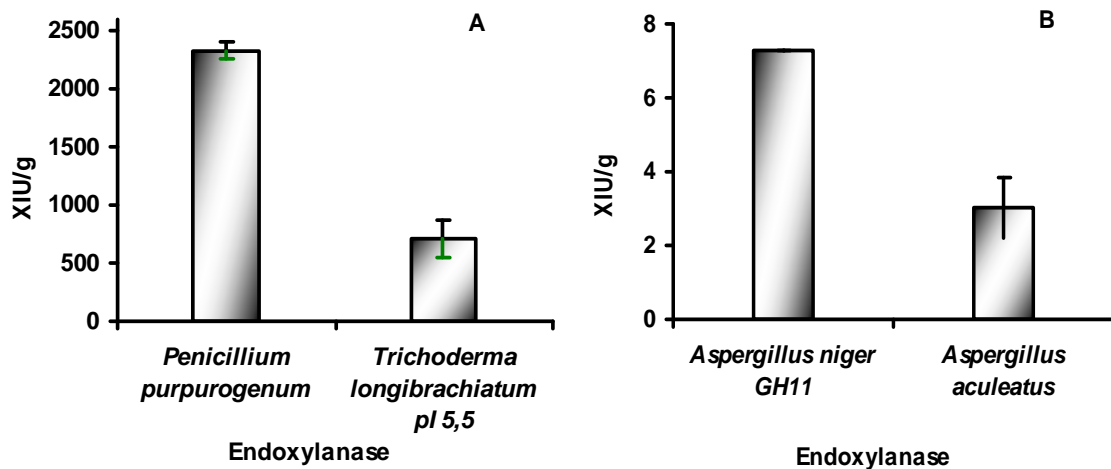 A
2500
2000
1500
1000
500
0
XIU/g
Penicillium
purpurogenum
Trichoderma
longibrachiatum
pI 5,5
Endoxylanase
B
8
6
4
2
0
XIU/g
Aspergillus niger
GH11
Aspergillus
aculeatus
Endoxylanase